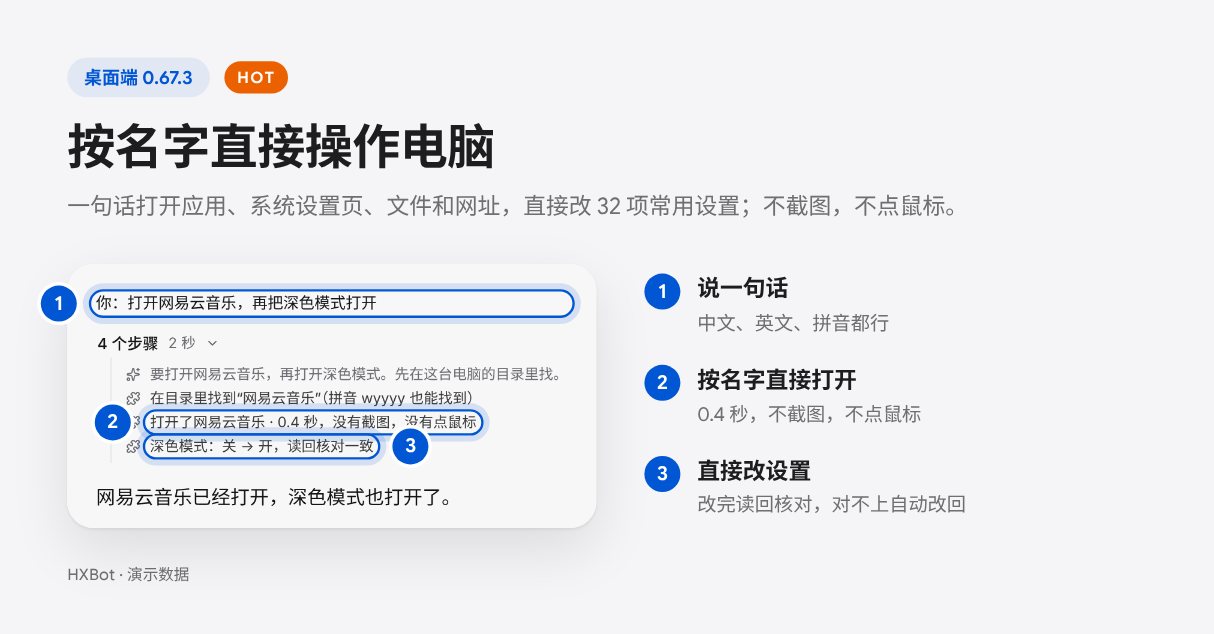 桌面端 0.67.3
HOT
按名字直接操作电脑
一句话打开应用、系统设置页、文件和网址，直接改 32 项常用设置；不截图，不点鼠标。
1
你：打开网易云音乐，再把深色模式打开
4 个步骤 2 秒
要打开网易云音乐，再打开深色模式。先在这台电脑的目录里找。
在目录里找到“网易云音乐”（拼音 wyyyy 也能找到）
2
打开了网易云音乐 · 0.4 秒，没有截图，没有点鼠标
深色模式：关 → 开，读回核对一致
3
网易云音乐已经打开，深色模式也打开了。
1
说一句话
中文、英文、拼音都行
2
按名字直接打开
0.4 秒，不截图，不点鼠标
3
直接改设置
改完读回核对，对不上自动改回
HXBot · 演示数据